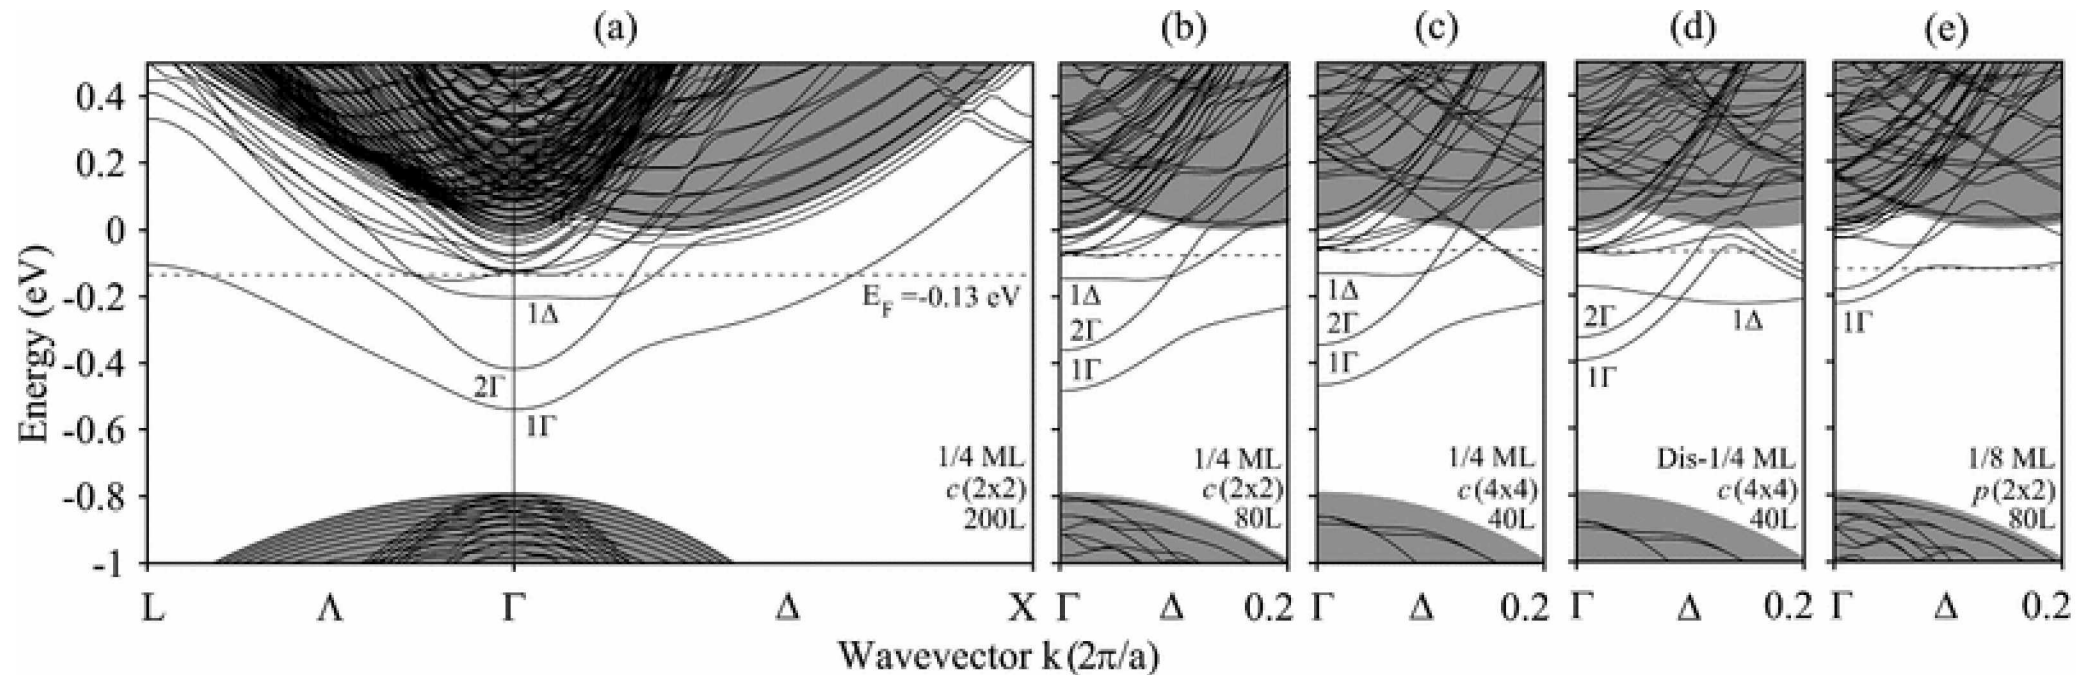 (a) (b) (c) (d) (e)
Energy (eV)
0.4
0.2
0
-0.2
-0.4
-0.6
-0.8
-1
1Δ
2Γ
1Γ
E_F =-0.13 eV
1/4 ML
c(2x2)
200L
1Δ
2Γ
1Γ
1/4 ML
c(2x2)
80L
1Δ
2Γ
1Γ
1/4 ML
c(4x4)
40L
2Γ
1Δ
1Γ
Dis-1/4 ML
c(4x4)
40L
1Γ
1/8 ML
p(2x2)
80L
L Λ Γ Δ X Γ Δ 0.2 Γ Δ 0.2 Γ Δ 0.2 Γ Δ 0.2
Wavevector k(2π/a)